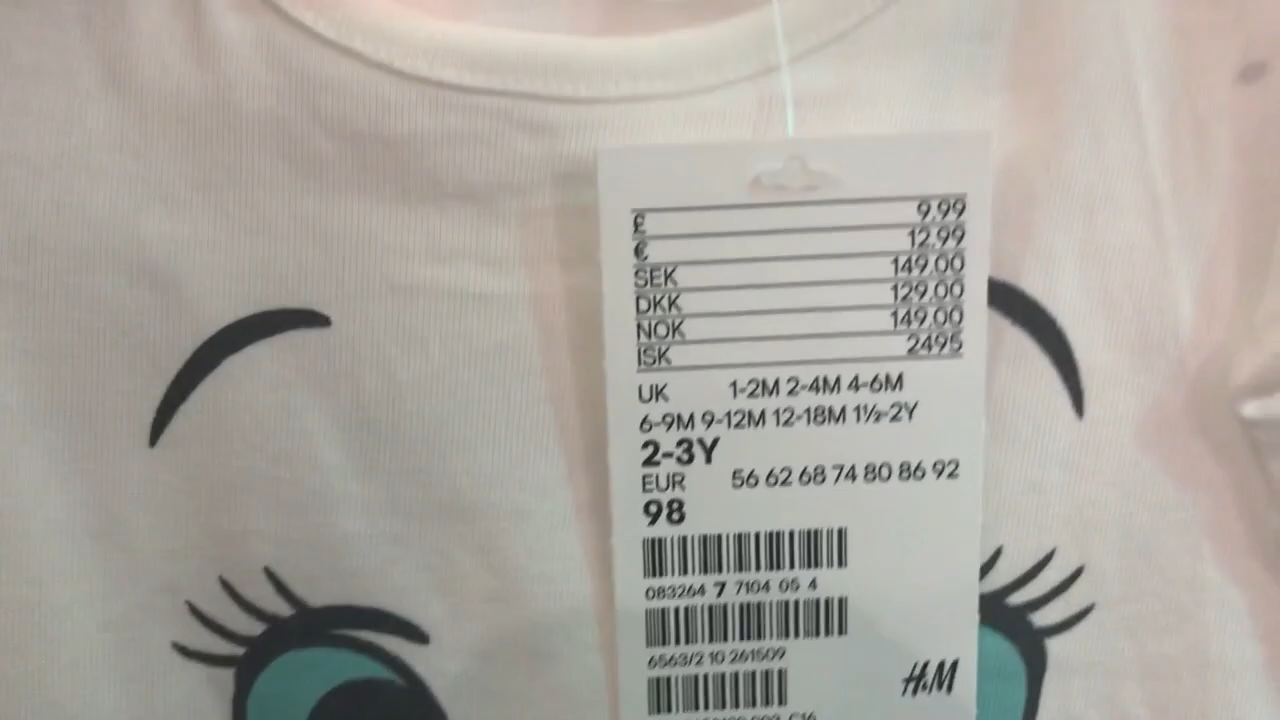 £ 9.99
€ 12.99
SEK 149.00
DKK 129.00
NOK 149.00
ISK 2495
UK 1-2M 2-4M 4-6M
6-9M 9-12M 12-18M 1½-2Y
2-3Y
EUR 56 62 68 74 80 86 92
98
083264 7 7104 05 4
6563/2 10 261509
H&M